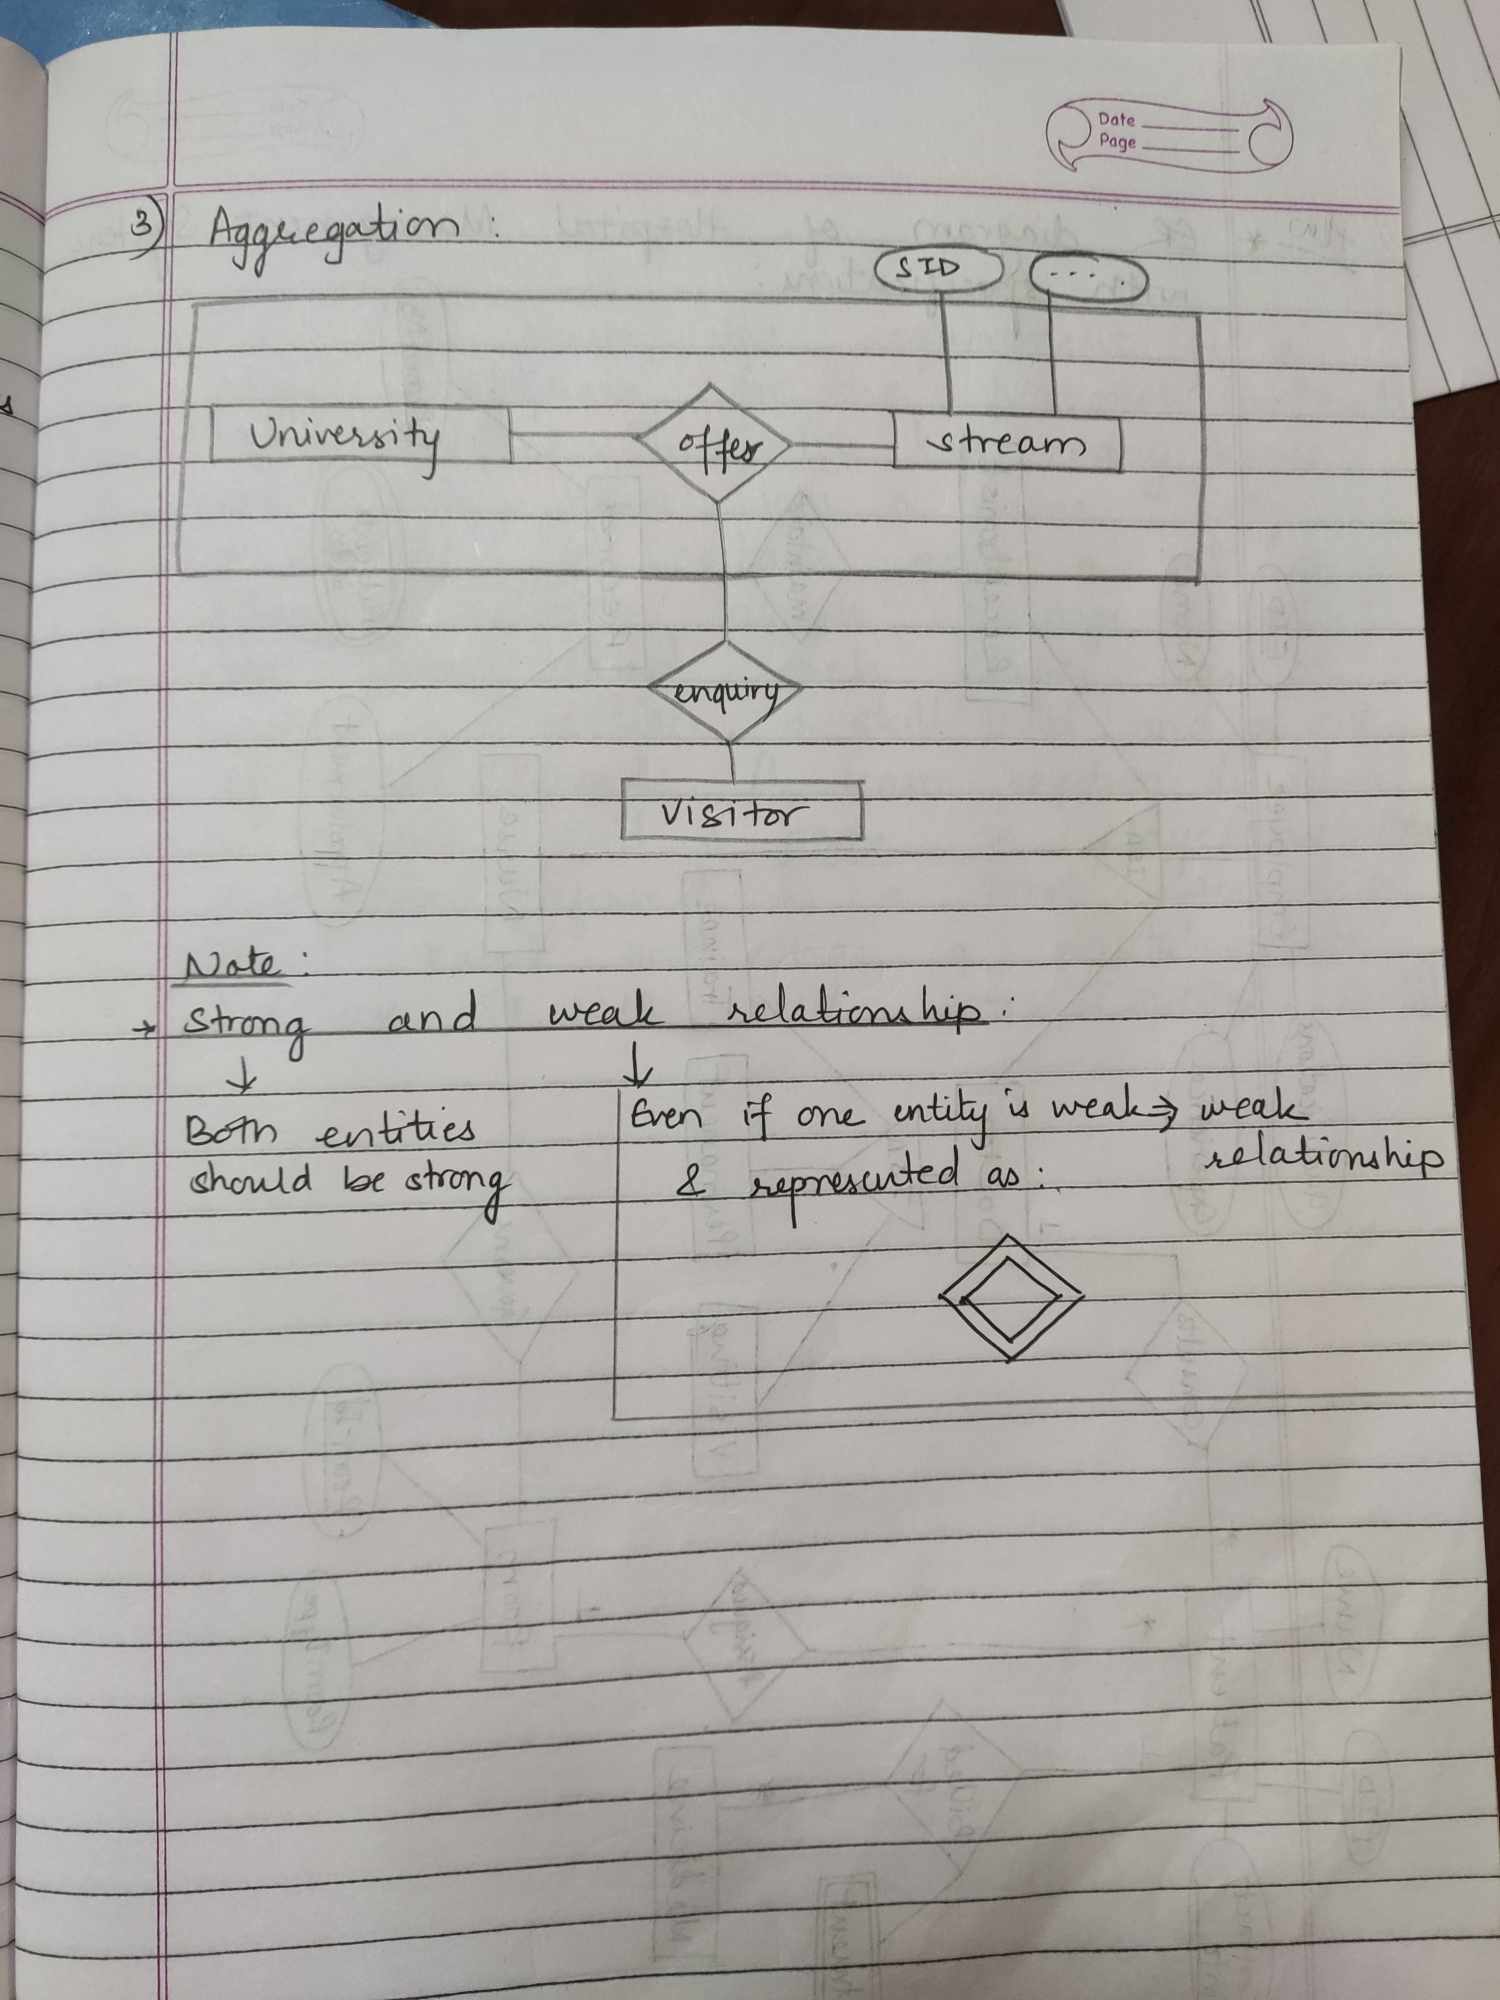 Date
Page
3) Aggregation :
SID ....
University offer stream
enquiry
Visitor
Note :
→ Strong and weak relationship :
↓ ↓
Both entities
should be strong
Even if one entity is weak ⇒ weak
relationship
& represented as :